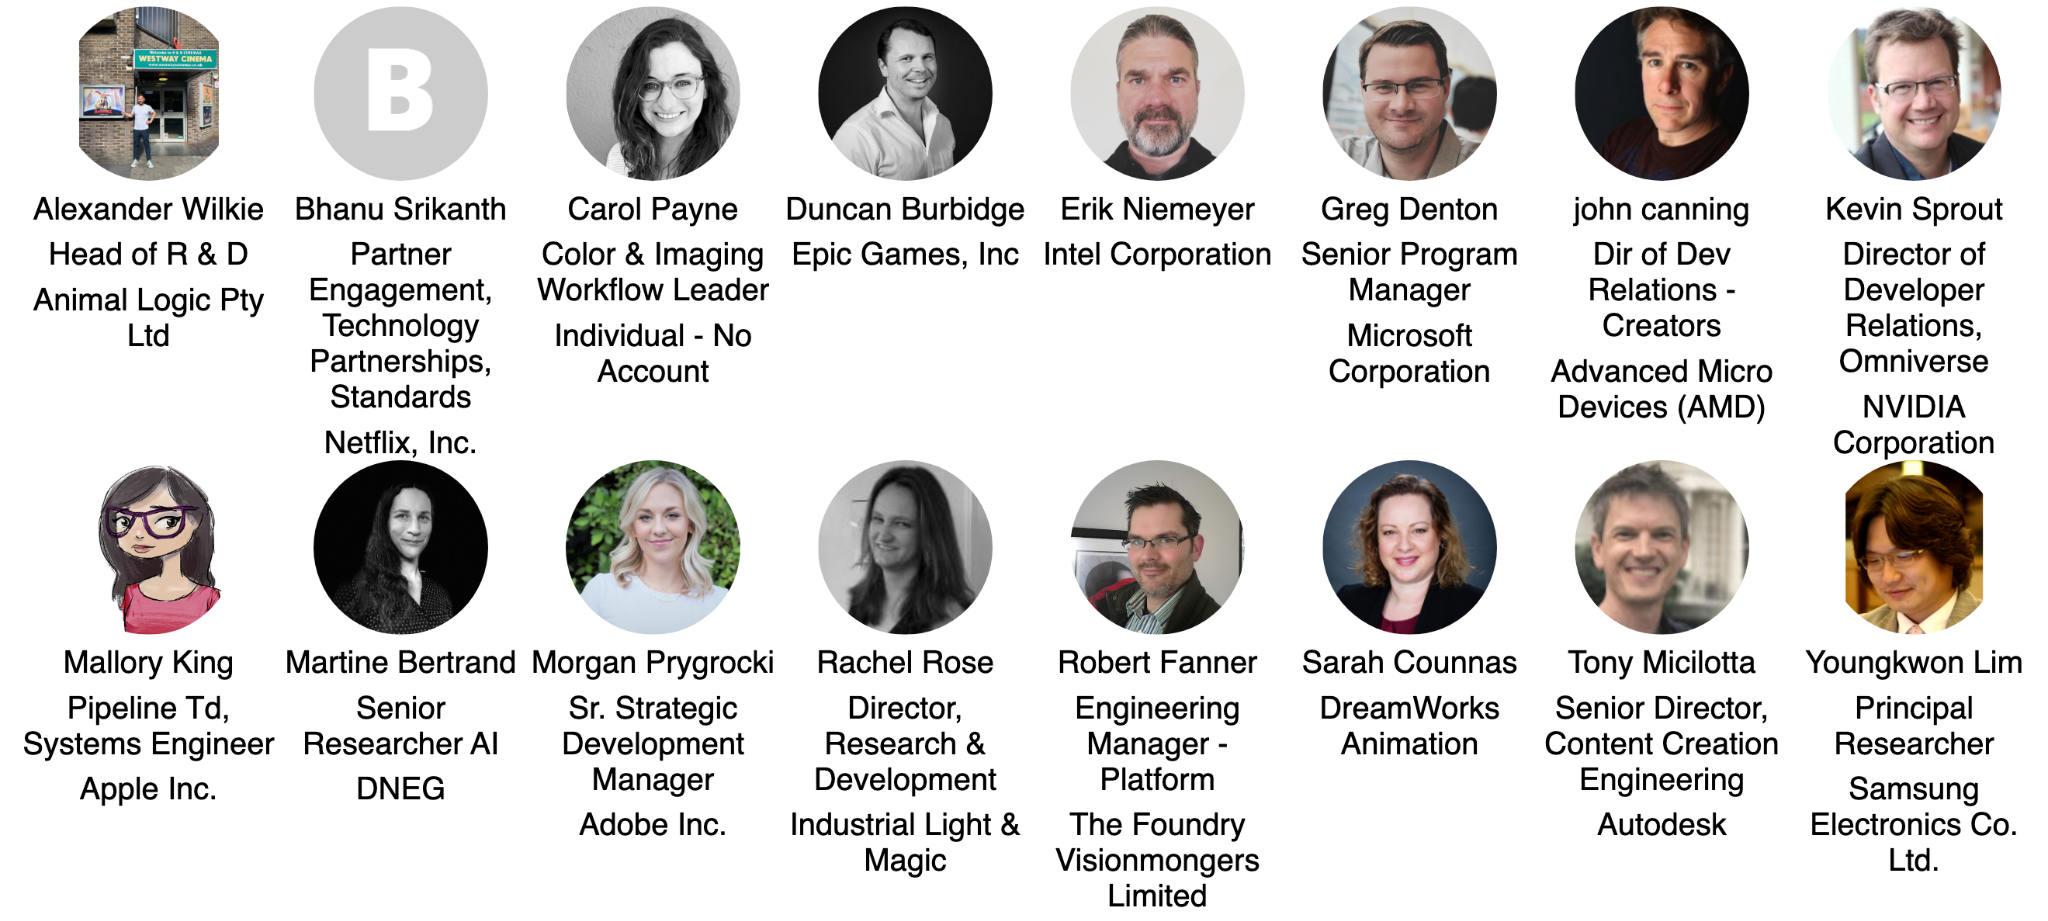 Welcome to B & B CINEMAS
WESTWAY CINEMA
B
Alexander Wilkie
Head of R & D
Animal Logic Pty
Ltd
Bhanu Srikanth
Partner
Engagement,
Technology
Partnerships,
Standards
Netflix, Inc.
Carol Payne
Color & Imaging
Workflow Leader
Individual - No
Account
Duncan Burbidge
Epic Games, Inc
Erik Niemeyer
Intel Corporation
Greg Denton
Senior Program
Manager
Microsoft
Corporation
john canning
Dir of Dev
Relations -
Creators
Advanced Micro
Devices (AMD)
Kevin Sprout
Director of
Developer
Relations,
Omniverse
NVIDIA
Corporation
Mallory King
Pipeline Td,
Systems Engineer
Apple Inc.
Martine Bertrand
Senior
Researcher AI
DNEG
Morgan Prygrocki
Sr. Strategic
Development
Manager
Adobe Inc.
Rachel Rose
Director,
Research &
Development
Industrial Light &
Magic
Robert Fanner
Engineering
Manager -
Platform
The Foundry
Visionmongers
Limited
Sarah Counnas
DreamWorks
Animation
Tony Micilotta
Senior Director,
Content Creation
Engineering
Autodesk
Youngkwon Lim
Principal
Researcher
Samsung
Electronics Co.
Ltd.